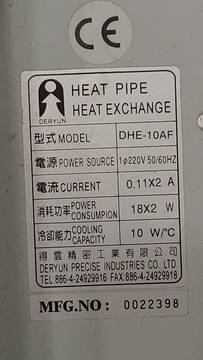 CE
DERYUN
HEAT PIPE
HEAT EXCHANGE
型式 MODEL DHE-10AF
電源 POWER SOURCE 1φ220V 50/60HZ
電流 CURRENT 0.11X2 A
消耗功率 POWER CONSUMPION 18X2 W
冷卻能力 COOLING CAPACITY 10 W/°C
得雲精密工業有限公司
DERYUN PRECISE INDUSTRIES CO LTD.
TEL:886-4-24929916 FAX:886-4-24929918
MFG.NO: 0022398